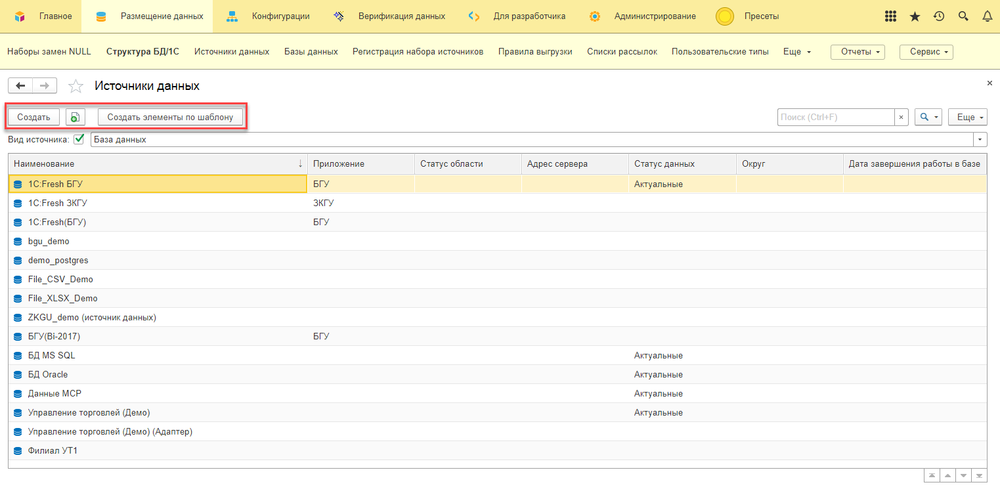 Главное Размещение данных Конфигурации Верификация данных Для разработчика Администрирование Пресеты
Наборы замен NULL Структура БД/1С Источники данных Базы данных Регистрация набора источников Правила выгрузки Списки рассылок Пользовательские типы Еще Отчеты Сервис
Источники данных
Создать Создать элементы по шаблону Поиск (Ctrl+F) × Еще
Вид источника: База данных
Наименование ↓ Приложение Статус области Адрес сервера Статус данных Округ Дата завершения работы в базе
1C:Fresh БГУ БГУ Актуальные
1C:Fresh ЗКГУ ЗКГУ
1C:Fresh(БГУ) БГУ
bgu_demo
demo_postgres
File_CSV_Demo
File_XLSX_Demo
ZKGU_demo (источник данных)
БГУ(Bi-2017) БГУ
БД MS SQL Актуальные
БД Oracle Актуальные
Данные МСР Актуальные
Управление торговлей (Демо) Актуальные
Управление торговлей (Демо) (Адаптер)
Филиал УТ1